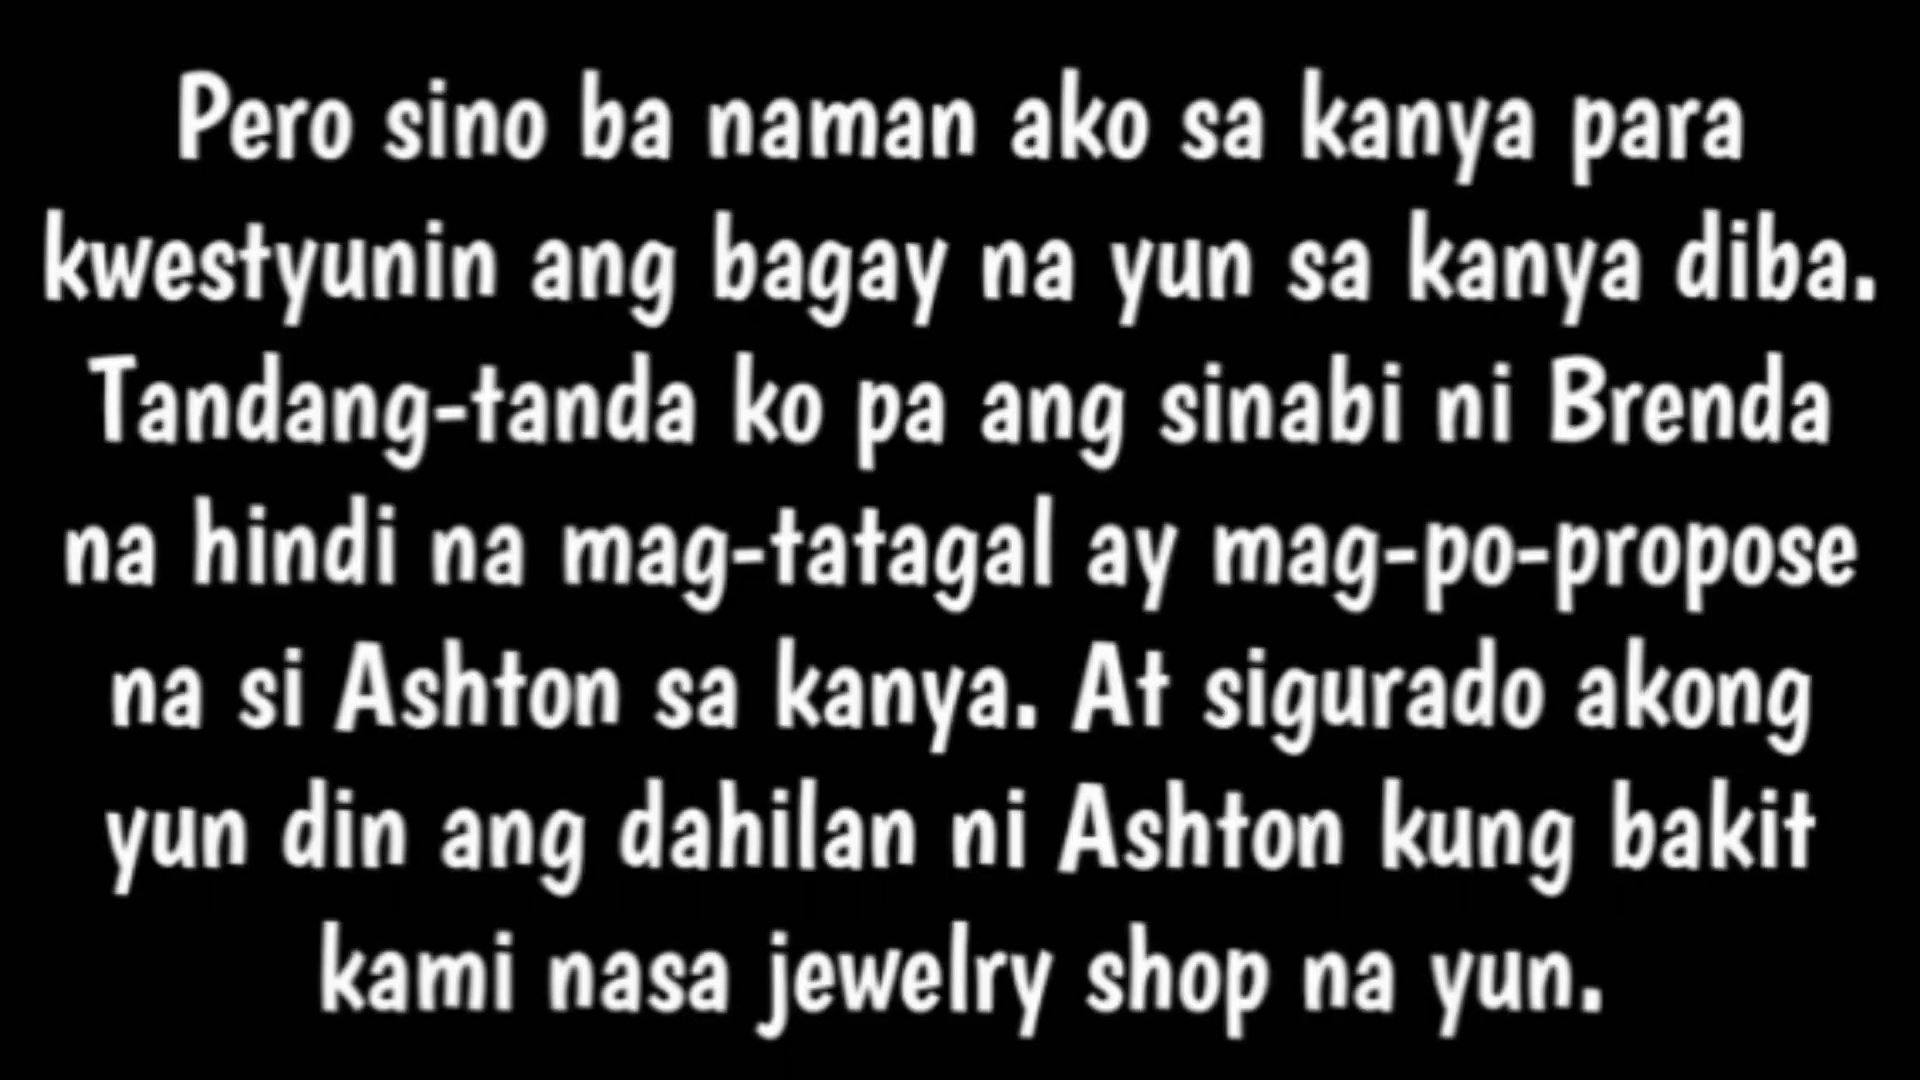 Pero sino ba naman ako sa kanya para
kwestyunin ang bagay na yun sa kanya diba.
Tandang-tanda ko pa ang sinabi ni Brenda
na hindi na mag-tatagal ay mag-po-propose
na si Ashton sa kanya. At sigurado akong
yun din ang dahilan ni Ashton kung bakit
kami nasa jewelry shop na yun.